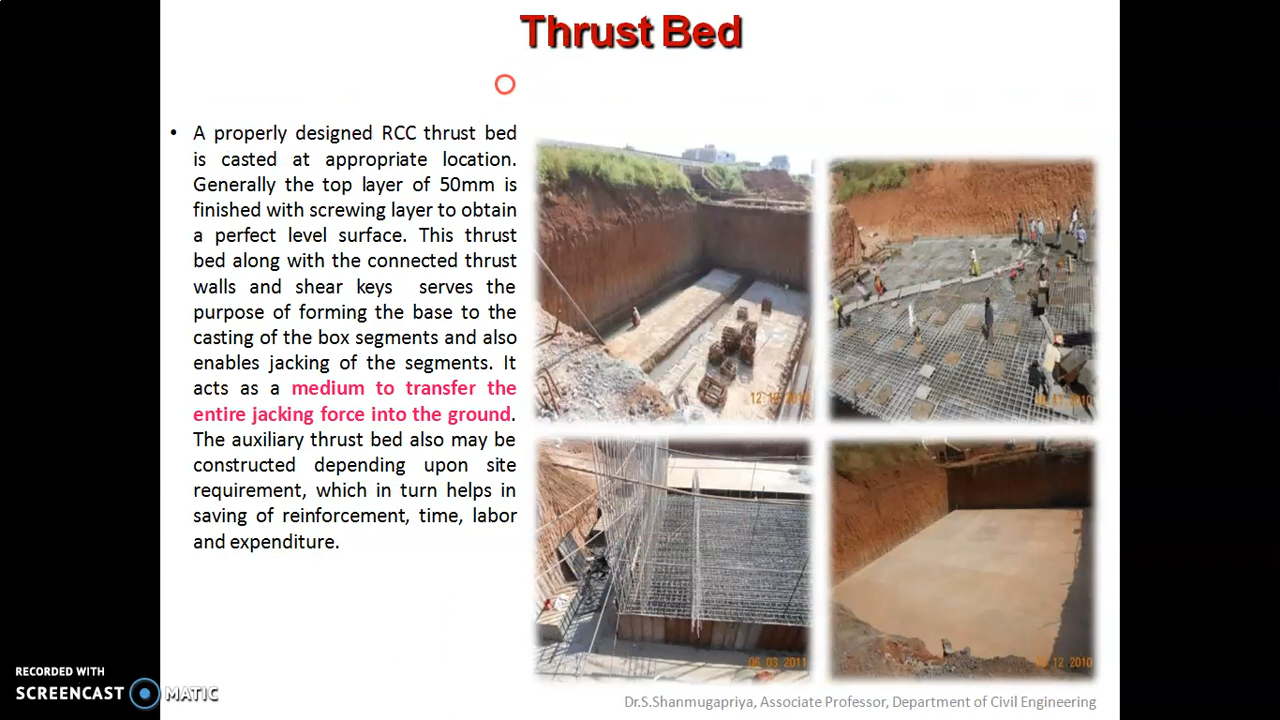 Thrust Bed
• A properly designed RCC thrust bed
is casted at appropriate location.
Generally the top layer of 50mm is
finished with screwing layer to obtain
a perfect level surface. This thrust
bed along with the connected thrust
walls and shear keys serves the
purpose of forming the base to the
casting of the box segments and also
enables jacking of the segments. It
acts as a medium to transfer the
entire jacking force into the ground.
The auxiliary thrust bed also may be
constructed depending upon site
requirement, which in turn helps in
saving of reinforcement, time, labor
and expenditure.
06 03 2011
12 2010
Dr.S.Shanmugapriya, Associate Professor, Department of Civil Engineering
RECORDED WITH
SCREENCAST MATIC